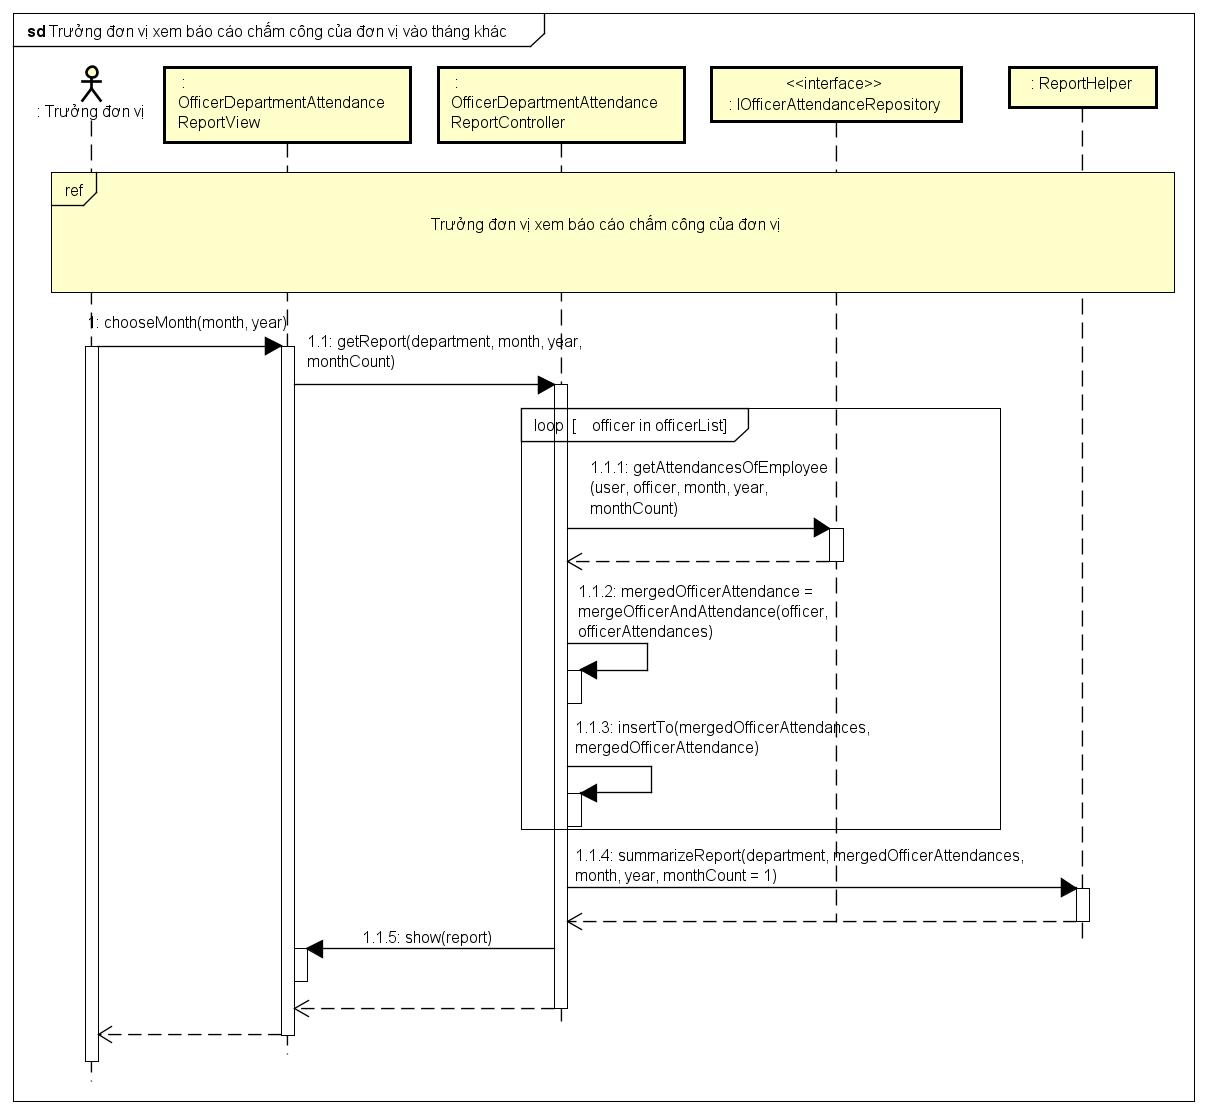 sd Trưởng đơn vị xem báo cáo chấm công của đơn vị vào tháng khác
: Trưởng đơn vị
:
OfficerDepartmentAttendance
ReportView
:
OfficerDepartmentAttendance
ReportController
<<interface>>
: IOfficerAttendanceRepository
: ReportHelper
ref
Trưởng đơn vị xem báo cáo chấm công của đơn vị
1: chooseMonth(month, year)
1.1: getReport(department, month, year,
monthCount)
loop [ officer in officerList]
1.1.1: getAttendancesOfEmployee
(user, officer, month, year,
monthCount)
1.1.2: mergedOfficerAttendance =
mergeOfficerAndAttendance(officer,
officerAttendances)
1.1.3: insertTo(mergedOfficerAttendances,
mergedOfficerAttendance)
1.1.4: summarizeReport(department, mergedOfficerAttendances,
month, year, monthCount = 1)
1.1.5: show(report)